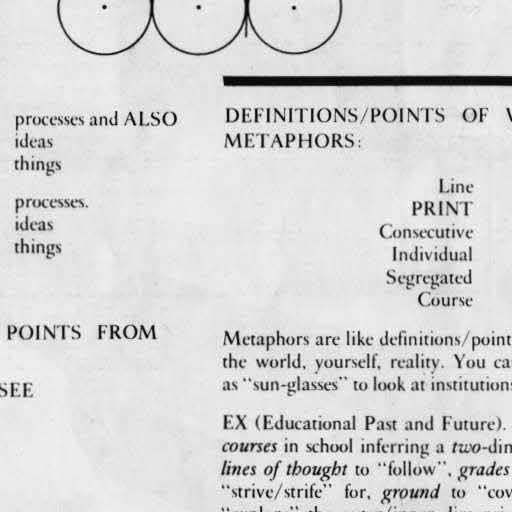 processes and ALSO
ideas
things
processes.
ideas
things
POINTS FROM
SEE
DEFINITIONS/POINTS OF
METAPHORS:
Line
PRINT
Consecutive
Individual
Segregated
Course
Metaphors are like definitions/point
the world, yourself, reality. You ca
as "sun-glasses" to look at institutions
EX (Educational Past and Future).
courses in school inferring a two-din
lines of thought to "follow", grades
"strive/strife" for, ground to "cov